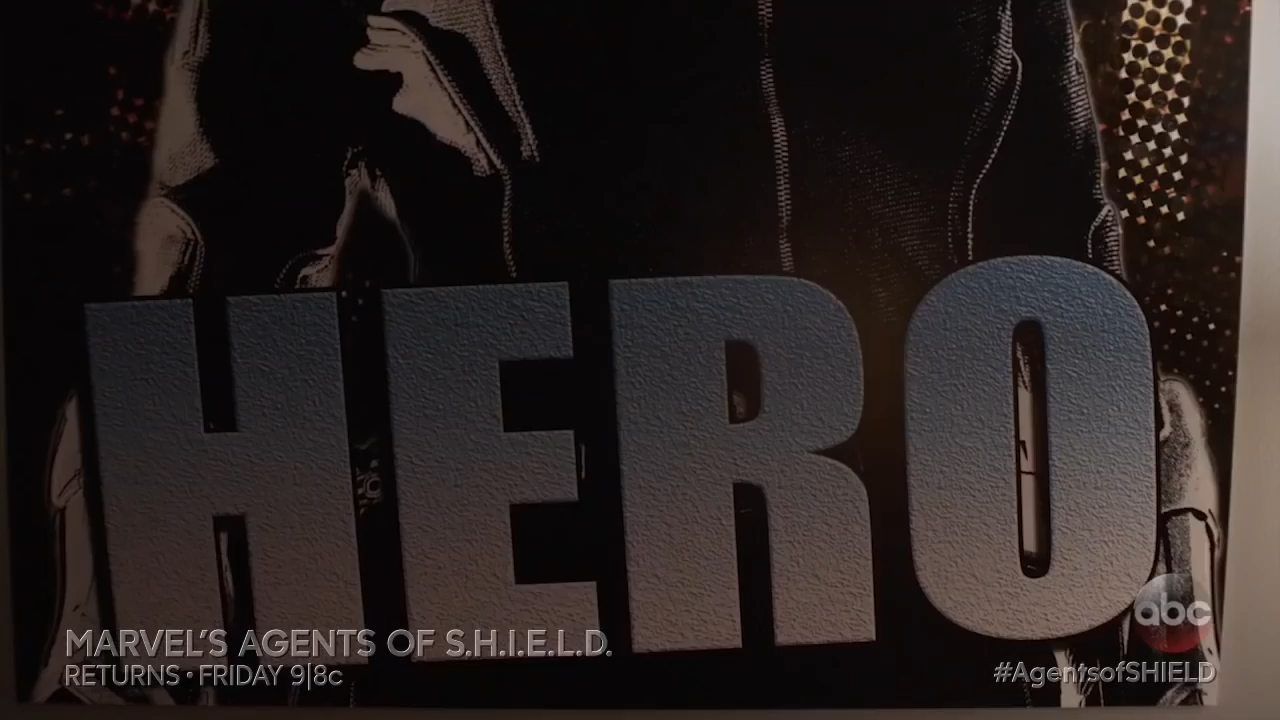 HERO
MARVEL'S AGENTS OF S.H.I.E.L.D.
RETURNS • FRIDAY 9|8c
abc
#AgentsofSHIELD